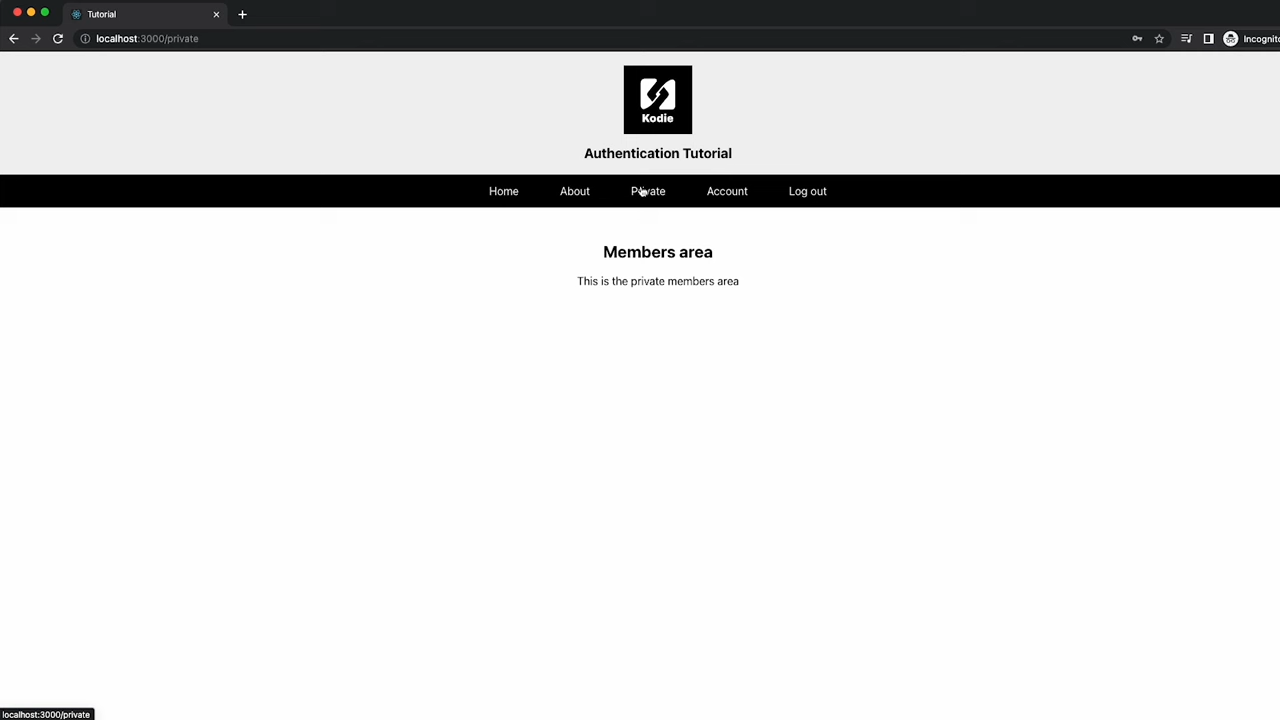 Tutorial
localhost:3000/private
Incognito
Kodie
Authentication Tutorial
Home About Private Account Log out
Members area
This is the private members area
localhost:3000/private